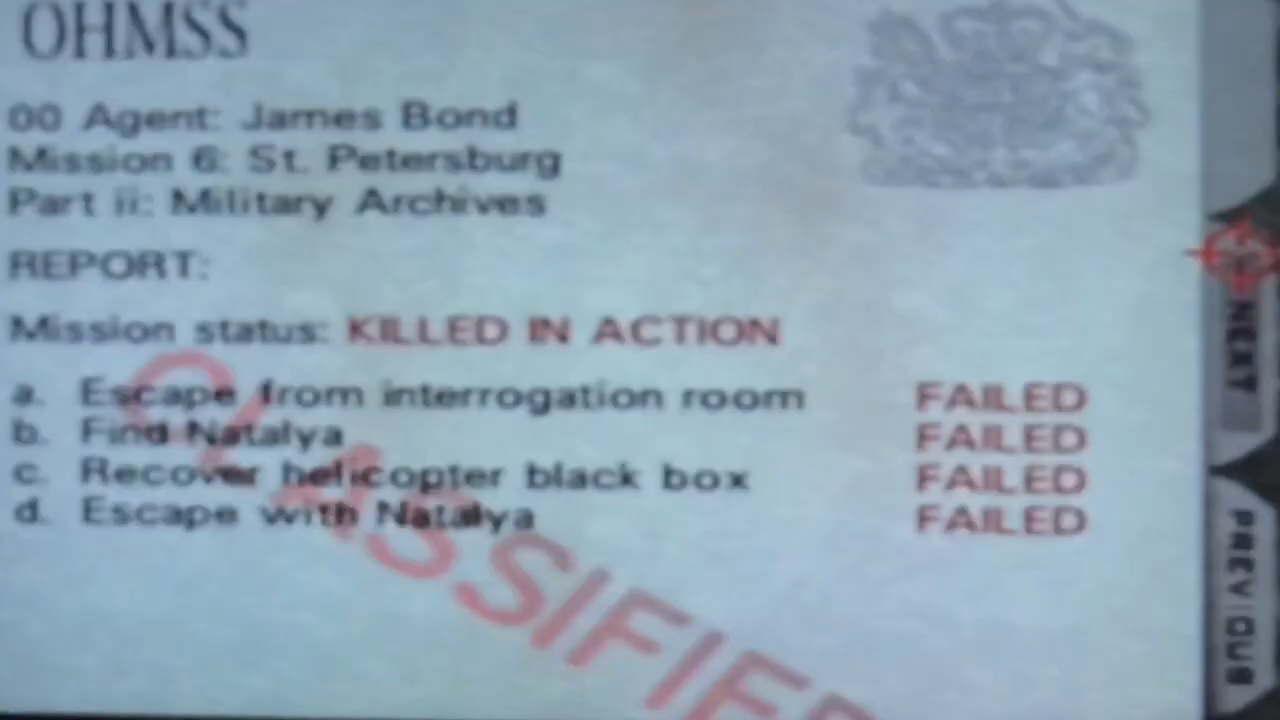 OHMSS
00 Agent: James Bond
Mission 6: St. Petersburg
Part ii: Military Archives
REPORT:
Mission status: KILLED IN ACTION
a. Escape from interrogation room FAILED
b. Find Natalya FAILED
c. Recover helicopter black box FAILED
d. Escape with Natalya FAILED
CLASSIFIED
NEXT
PREVIOUS